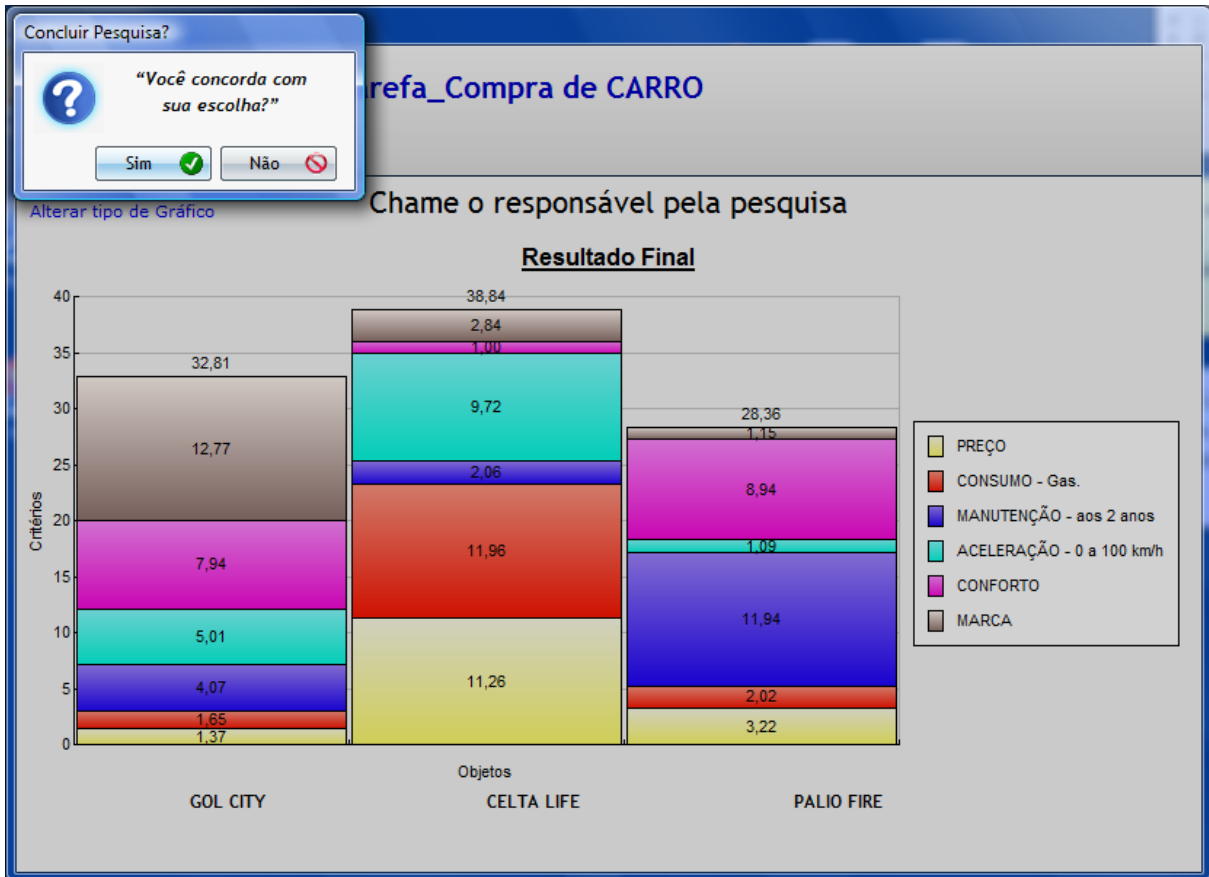 Concluir Pesquisa?
“Você concorda com
sua escolha?”
Sim
Não
refa_Compra de CARRO
Alterar tipo de Gráfico
Chame o responsável pela pesquisa
Resultado Final
Critérios
40
35
30
25
20
15
10
5
0
32,81
12,77
7,94
5,01
4,07
1,65
1,37
38,84
2,84
1,00
9,72
2,06
11,96
11,26
28,36
1,15
8,94
1,09
11,94
2,02
3,22
PREÇO
CONSUMO - Gas.
MANUTENÇÃO - aos 2 anos
ACELERAÇÃO - 0 a 100 km/h
CONFORTO
MARCA
Objetos
GOL CITY
CELTA LIFE
PALIO FIRE